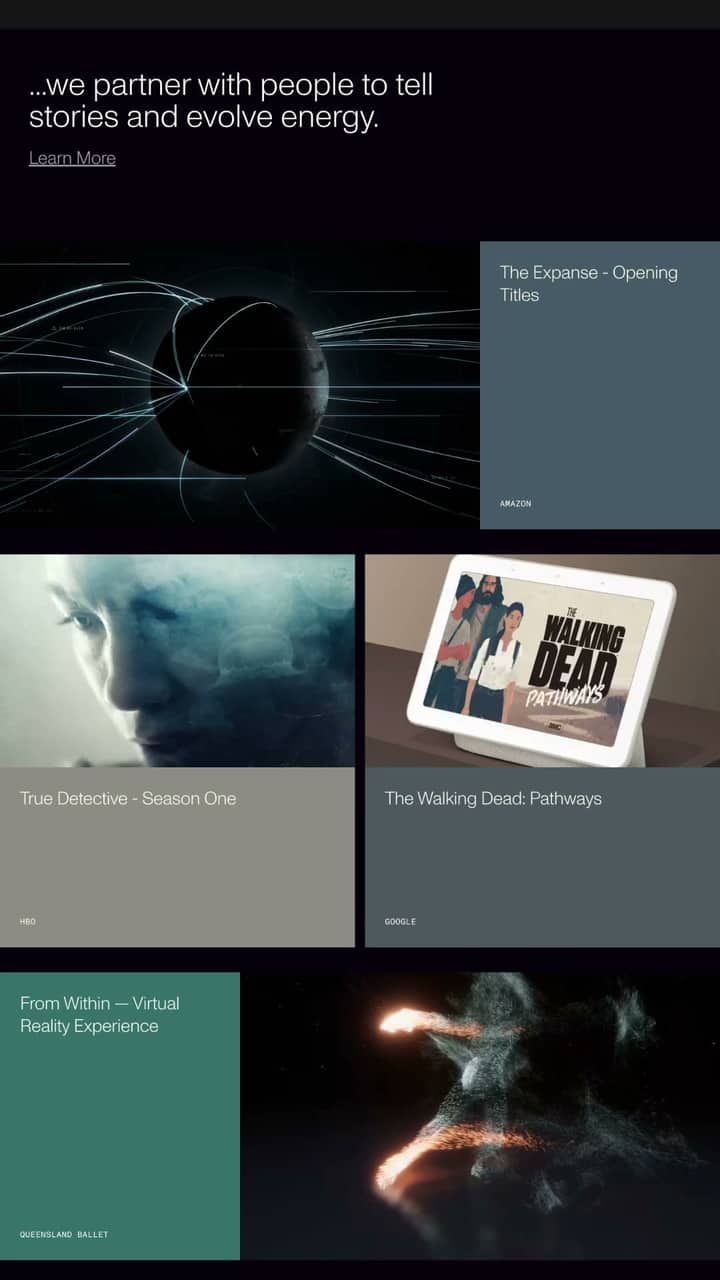 ...we partner with people to tell
stories and evolve energy.
Learn More
The Expanse - Opening
Titles
AMAZON
THE
WALKING
DEAD
PATHWAYS
True Detective - Season One
The Walking Dead: Pathways
HBO
GOOGLE
From Within — Virtual
Reality Experience
QUEENSLAND BALLET